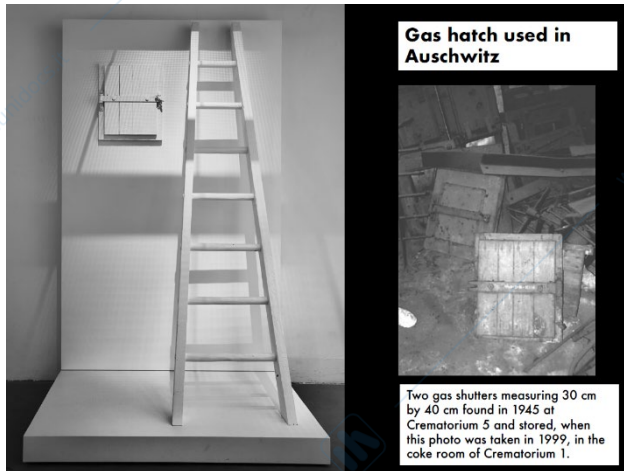 Gas hatch used in
Auschwitz
Two gas shutters measuring 30 cm
by 40 cm found in 1945 at
Crematorium 5 and stored, when
this photo was taken in 1999, in the
coke room of Crematorium 1.